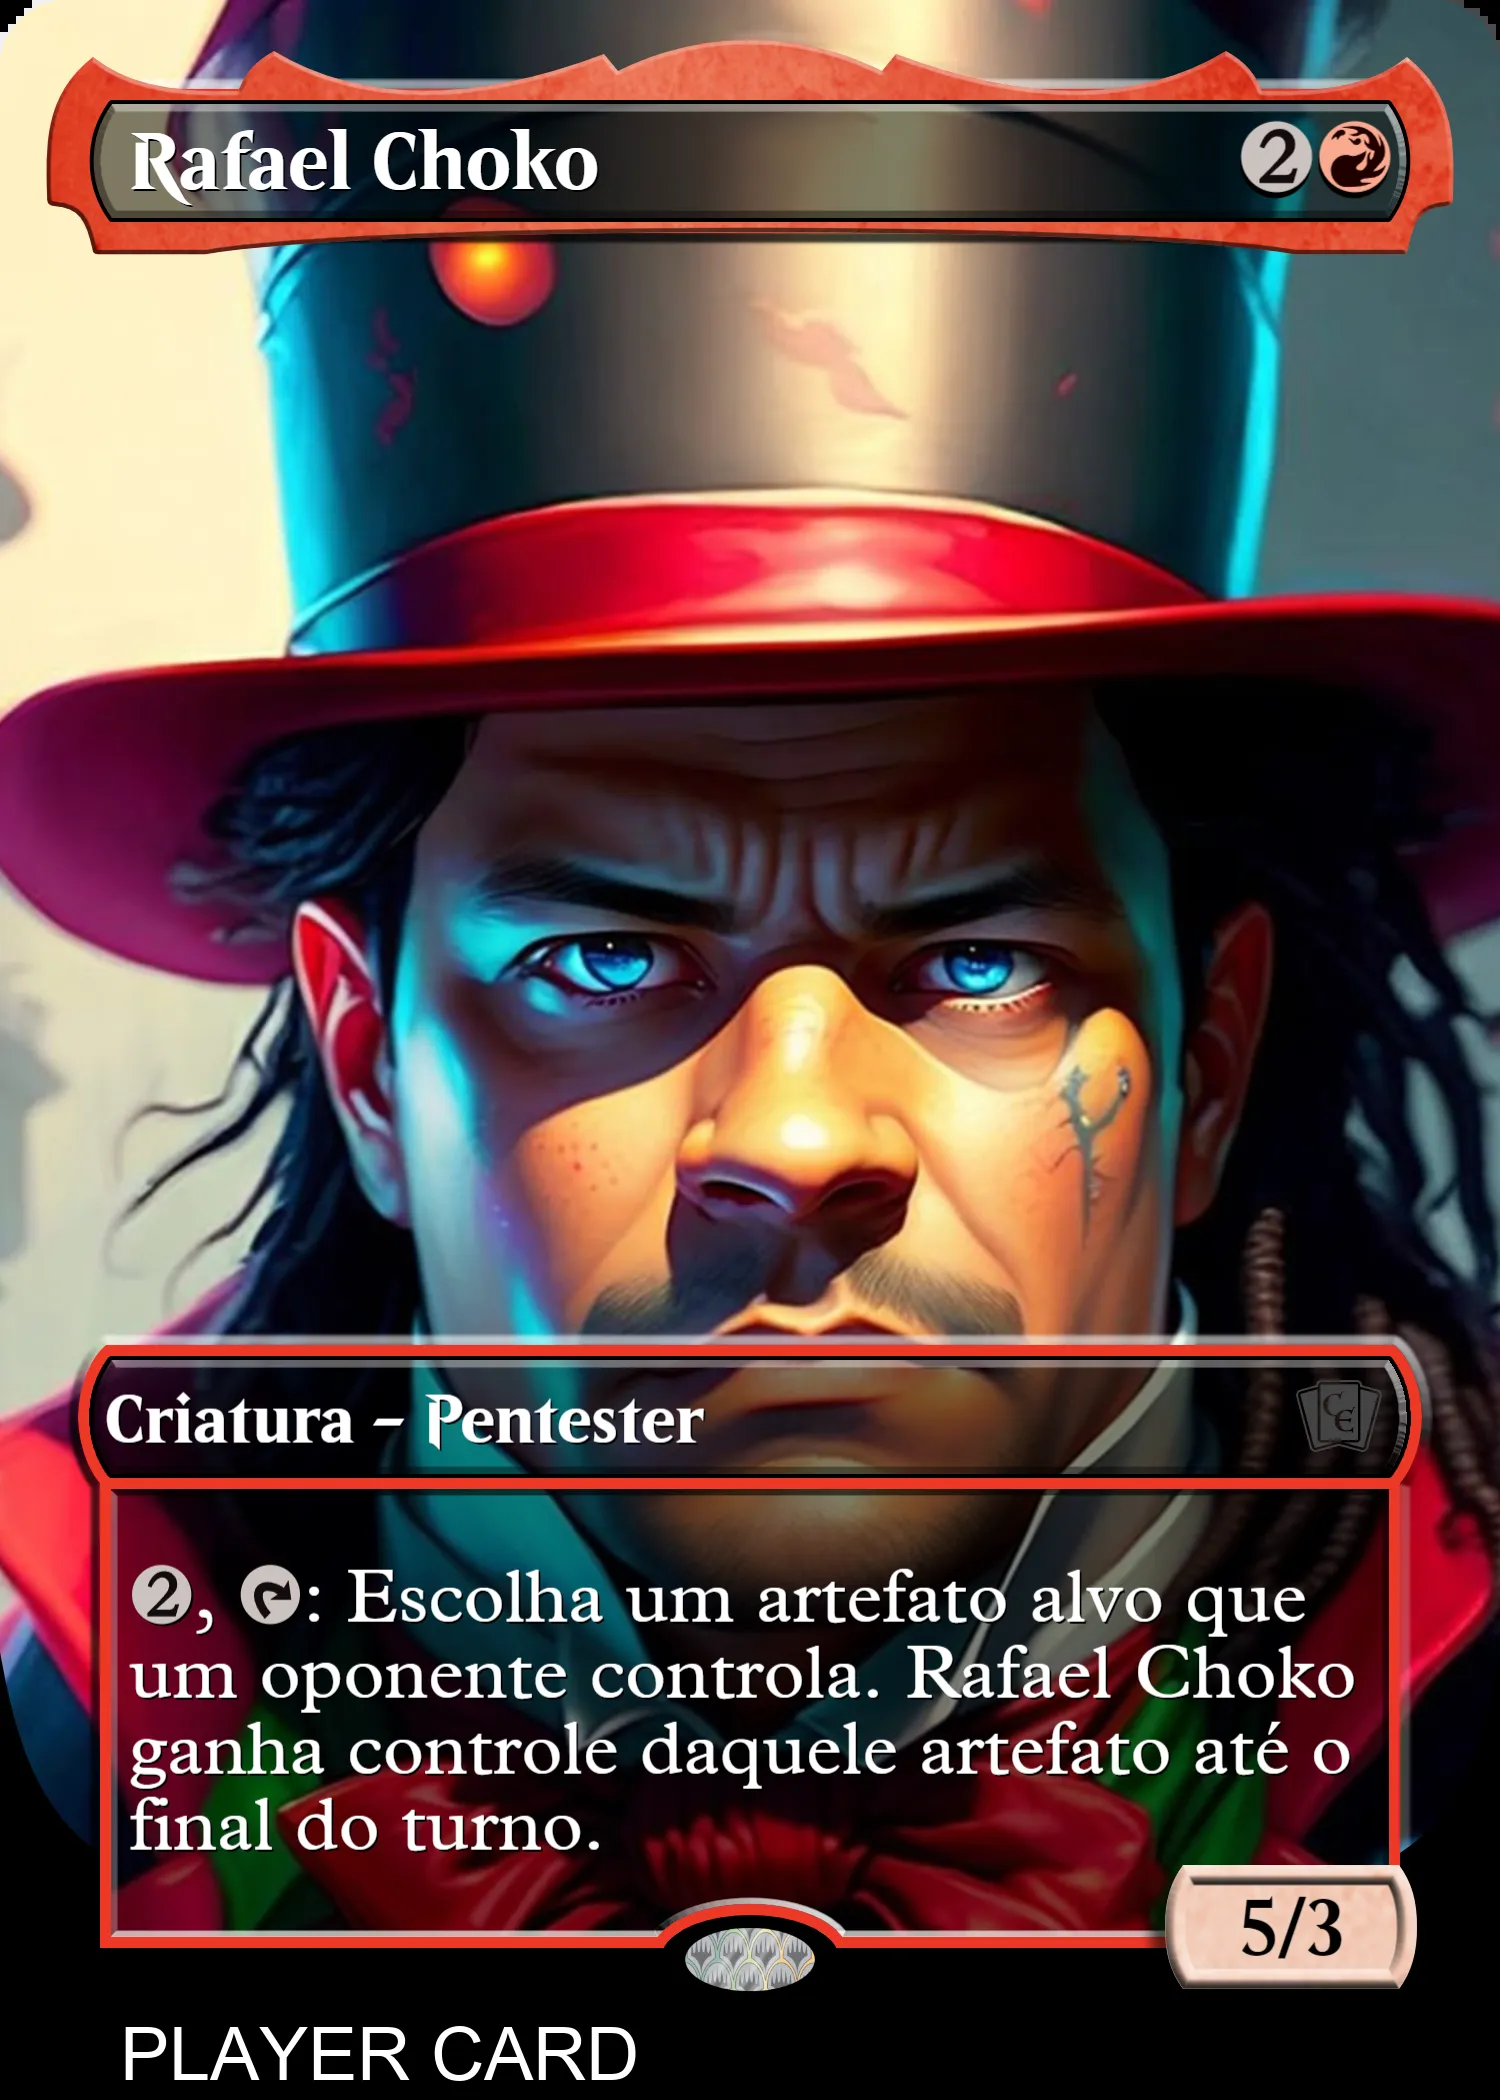 Rafael Choko 2
Criatura – Pentester
CE
2, : Escolha um artefato alvo que
um oponente controla. Rafael Choko
ganha controle daquele artefato até o
final do turno.
5/3
PLAYER CARD